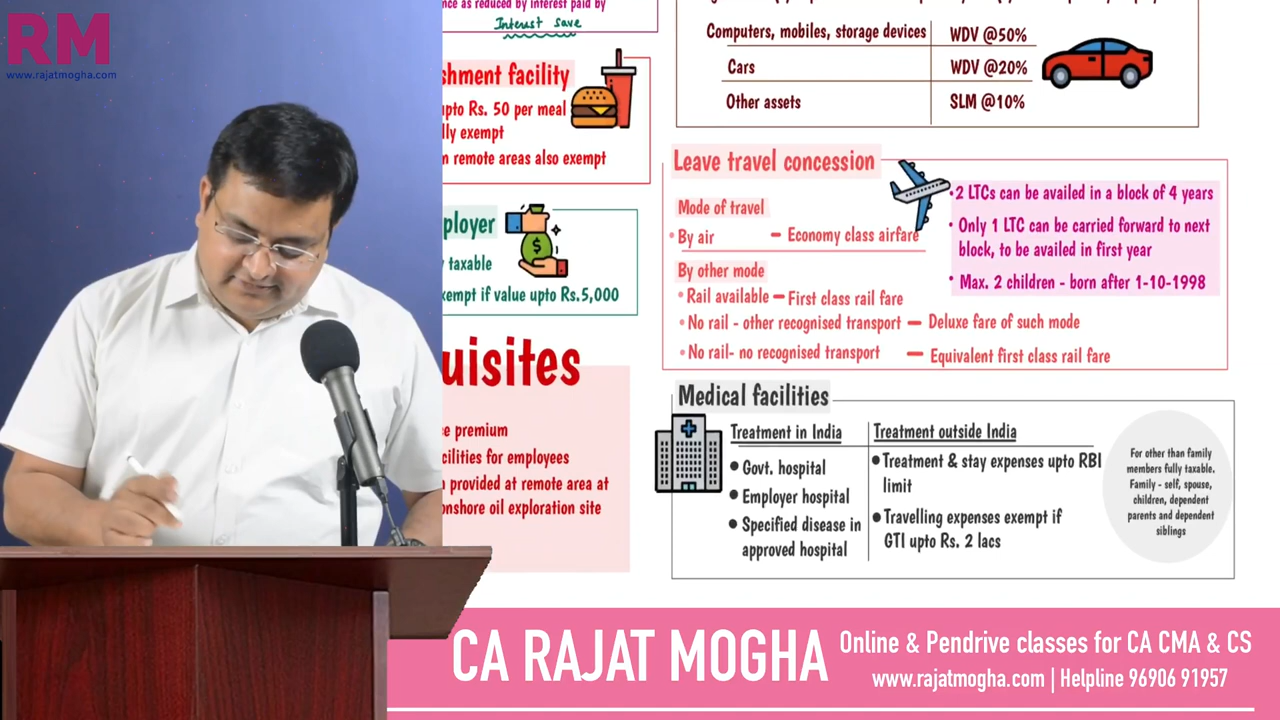 RM
www.rajatmogha.com
nce as reduced by interest paid by
Interest save
shment facility
upto Rs. 50 per meal
lly exempt
n remote areas also exempt
ployer
y taxable
xempt if value upto Rs.5,000
uisites
ce premium
cilities for employees
n provided at remote area at
onshore oil exploration site
Computers, mobiles, storage devices WDV @50%
Cars WDV @20%
Other assets SLM @10%
Leave travel concession
Mode of travel
• By air – Economy class airfare
By other mode
• Rail available – First class rail fare
• No rail - other recognised transport – Deluxe fare of such mode
• No rail- no recognised transport – Equivalent first class rail fare
• 2 LTCs can be availed in a block of 4 years
• Only 1 LTC can be carried forward to next
block, to be availed in first year
• Max. 2 children - born after 1-10-1998
Medical facilities
Treatment in India
• Govt. hospital
• Employer hospital
• Specified disease in
approved hospital
Treatment outside India
• Treatment & stay expenses upto RBI
limit
• Travelling expenses exempt if
GTI upto Rs. 2 lacs
For other than family
members fully taxable.
Family - self, spouse,
children, dependent
parents and dependent
siblings
CA RAJAT MOGHA
Online & Pendrive classes for CA CMA & CS
www.rajatmogha.com | Helpline 96906 91957